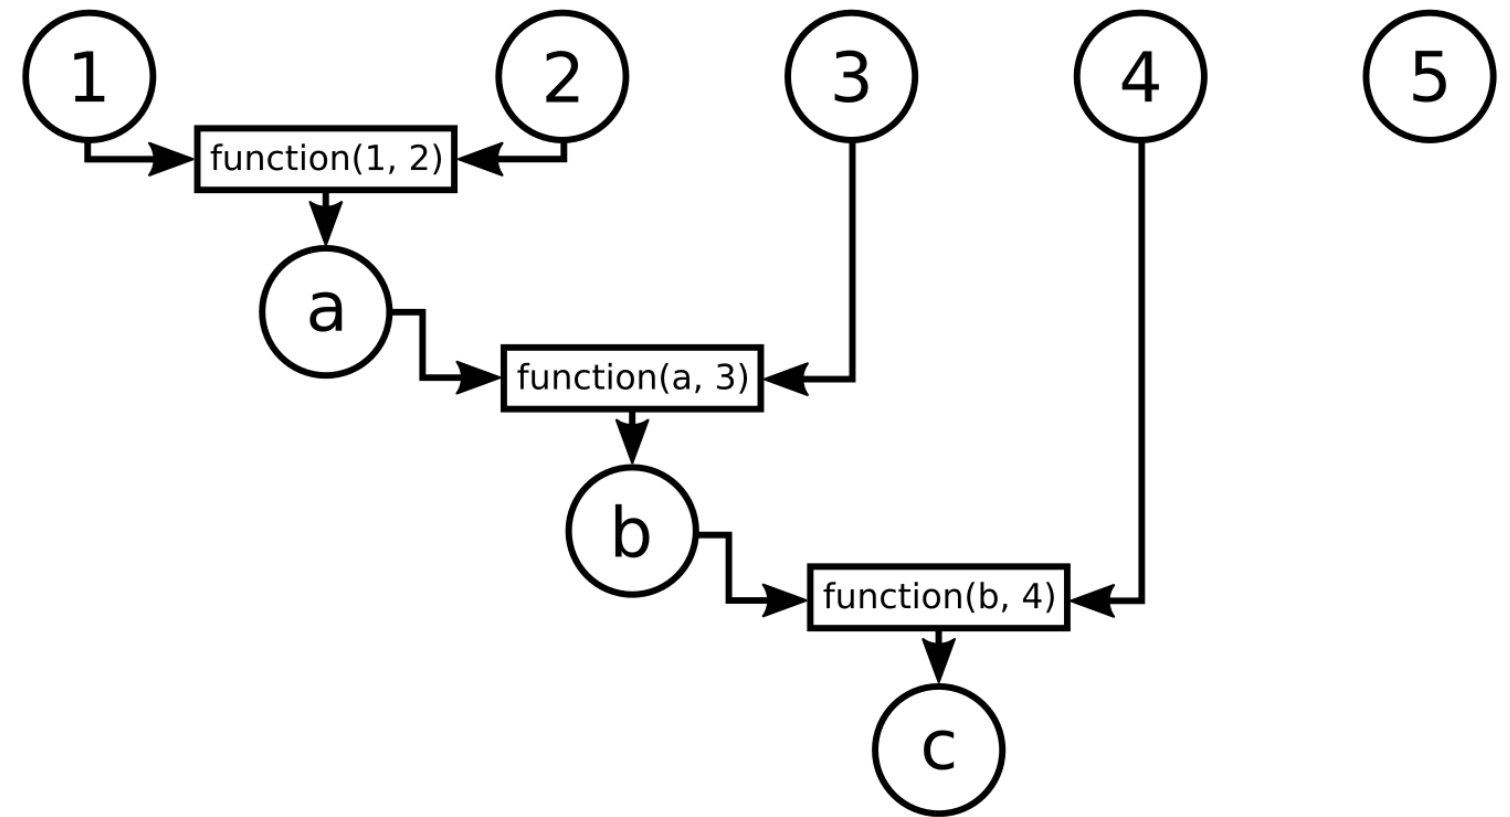 1
2
3
4
5
function(1, 2)
a
function(a, 3)
b
function(b, 4)
c